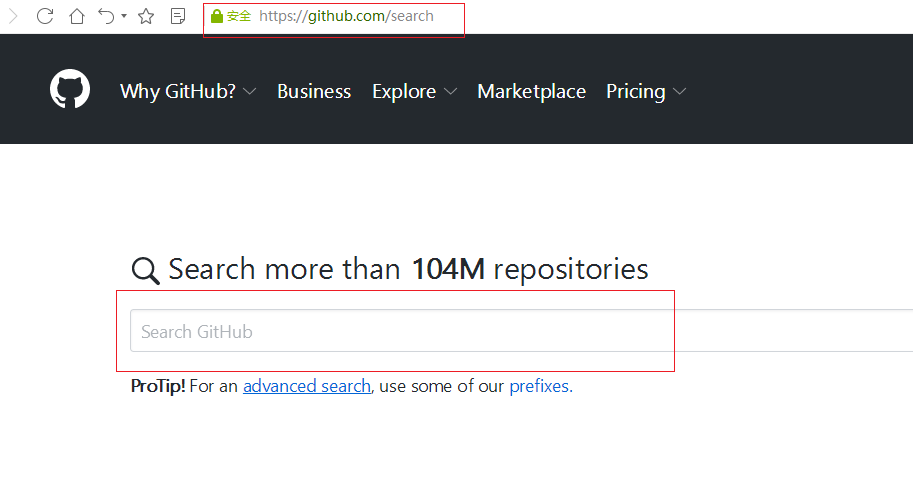 安全 https://github.com/search
Why GitHub? Business Explore Marketplace Pricing
Search more than 104M repositories
Search GitHub
ProTip! For an advanced search, use some of our prefixes.